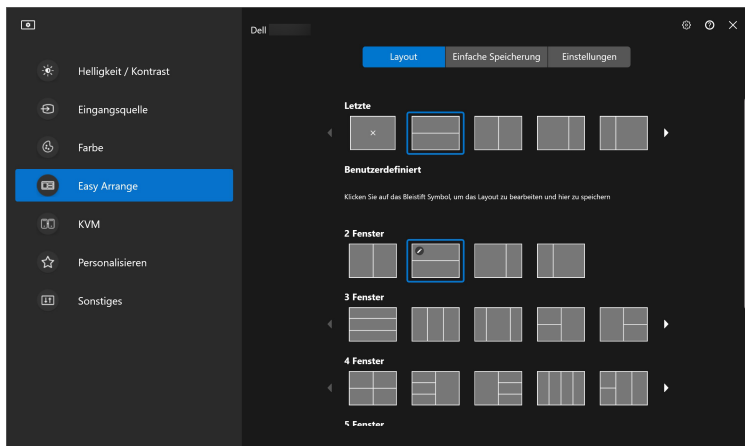 Dell
Layout
Einfache Speicherung
Einstellungen
Helligkeit / Kontrast
Eingangsquelle
Farbe
Easy Arrange
KVM
Personalisieren
Sonstiges
Letzte
Benutzerdefiniert
Klicken Sie auf das Bleistift Symbol, um das Layout zu bearbeiten und hier zu speichern
2 Fenster
3 Fenster
4 Fenster
5 Fenster